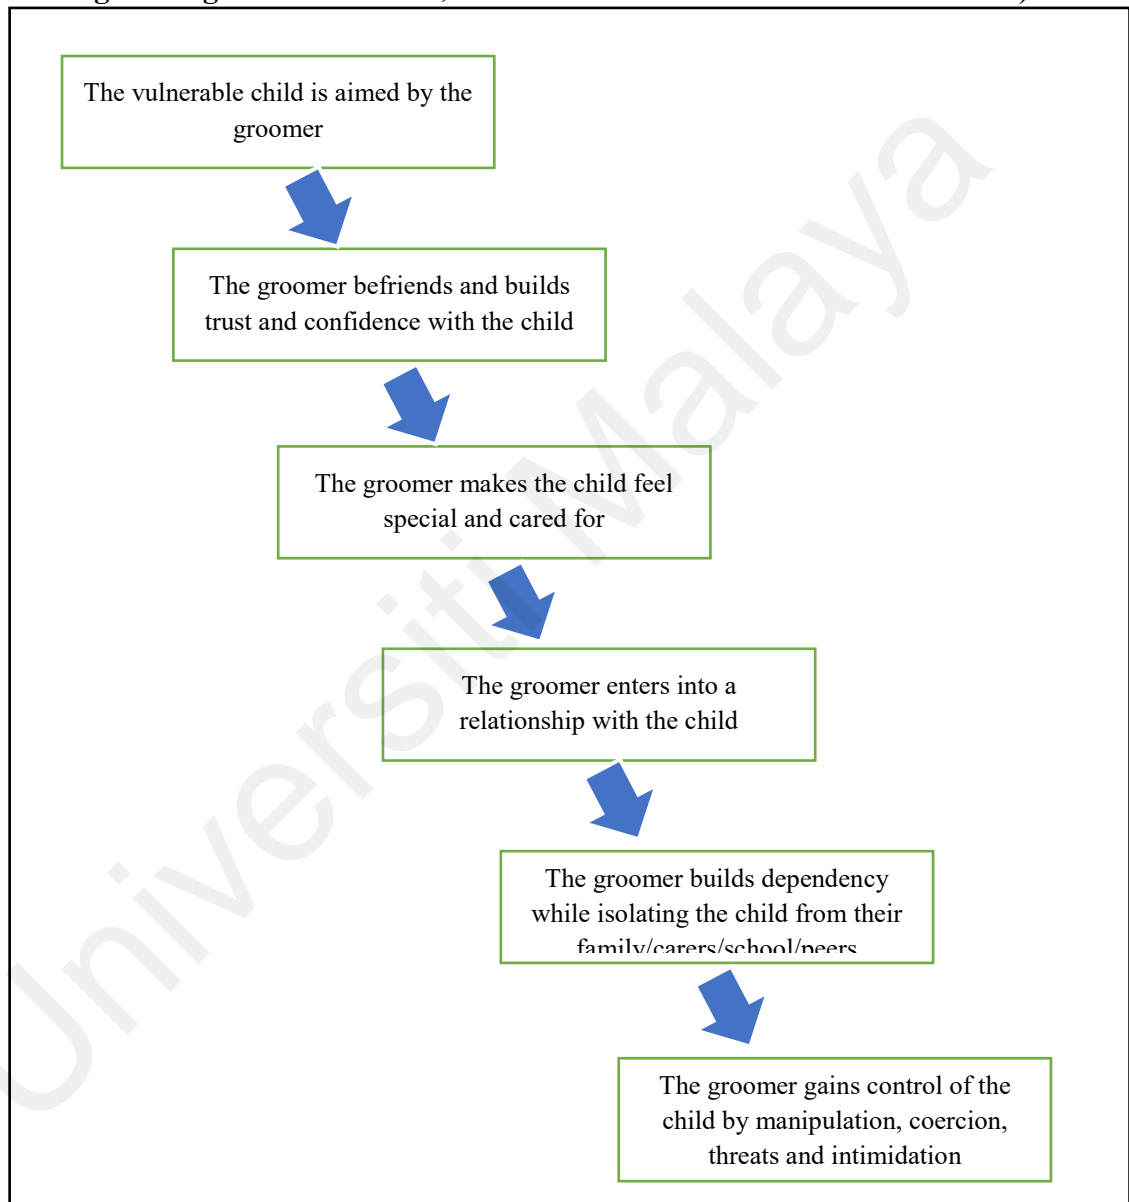 The vulnerable child is aimed by the
groomer
The groomer befriends and builds
trust and confidence with the child
The groomer makes the child feel
special and cared for
The groomer enters into a
relationship with the child
The groomer builds dependency
while isolating the child from their
family/carers/school/peers
The groomer gains control of the
child by manipulation, coercion,
threats and intimidation
Universiti Malaya